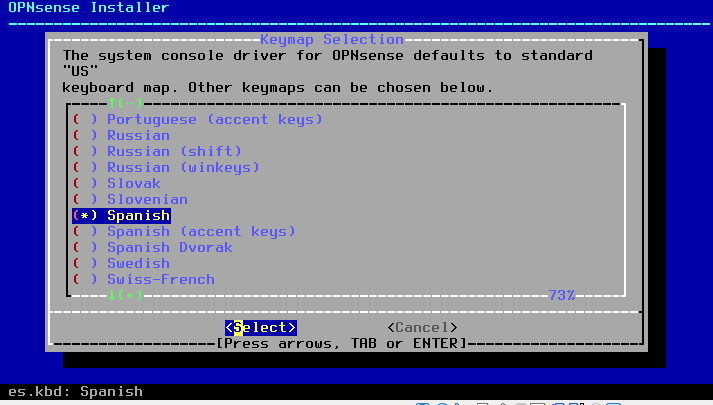 OPNsense Installer
Keymap Selection
The system console driver for OPNsense defaults to standard
"US"
keyboard map. Other keymaps can be chosen below.
↑(-)
( ) Portuguese (accent keys)
( ) Russian
( ) Russian (shift)
( ) Russian (winkeys)
( ) Slovak
( ) Slovenian
(*) Spanish
( ) Spanish (accent keys)
( ) Spanish Dvorak
( ) Swedish
( ) Swiss-French
↓(+) 73%
<Select> <Cancel>
[Press arrows, TAB or ENTER]
es.kbd: Spanish